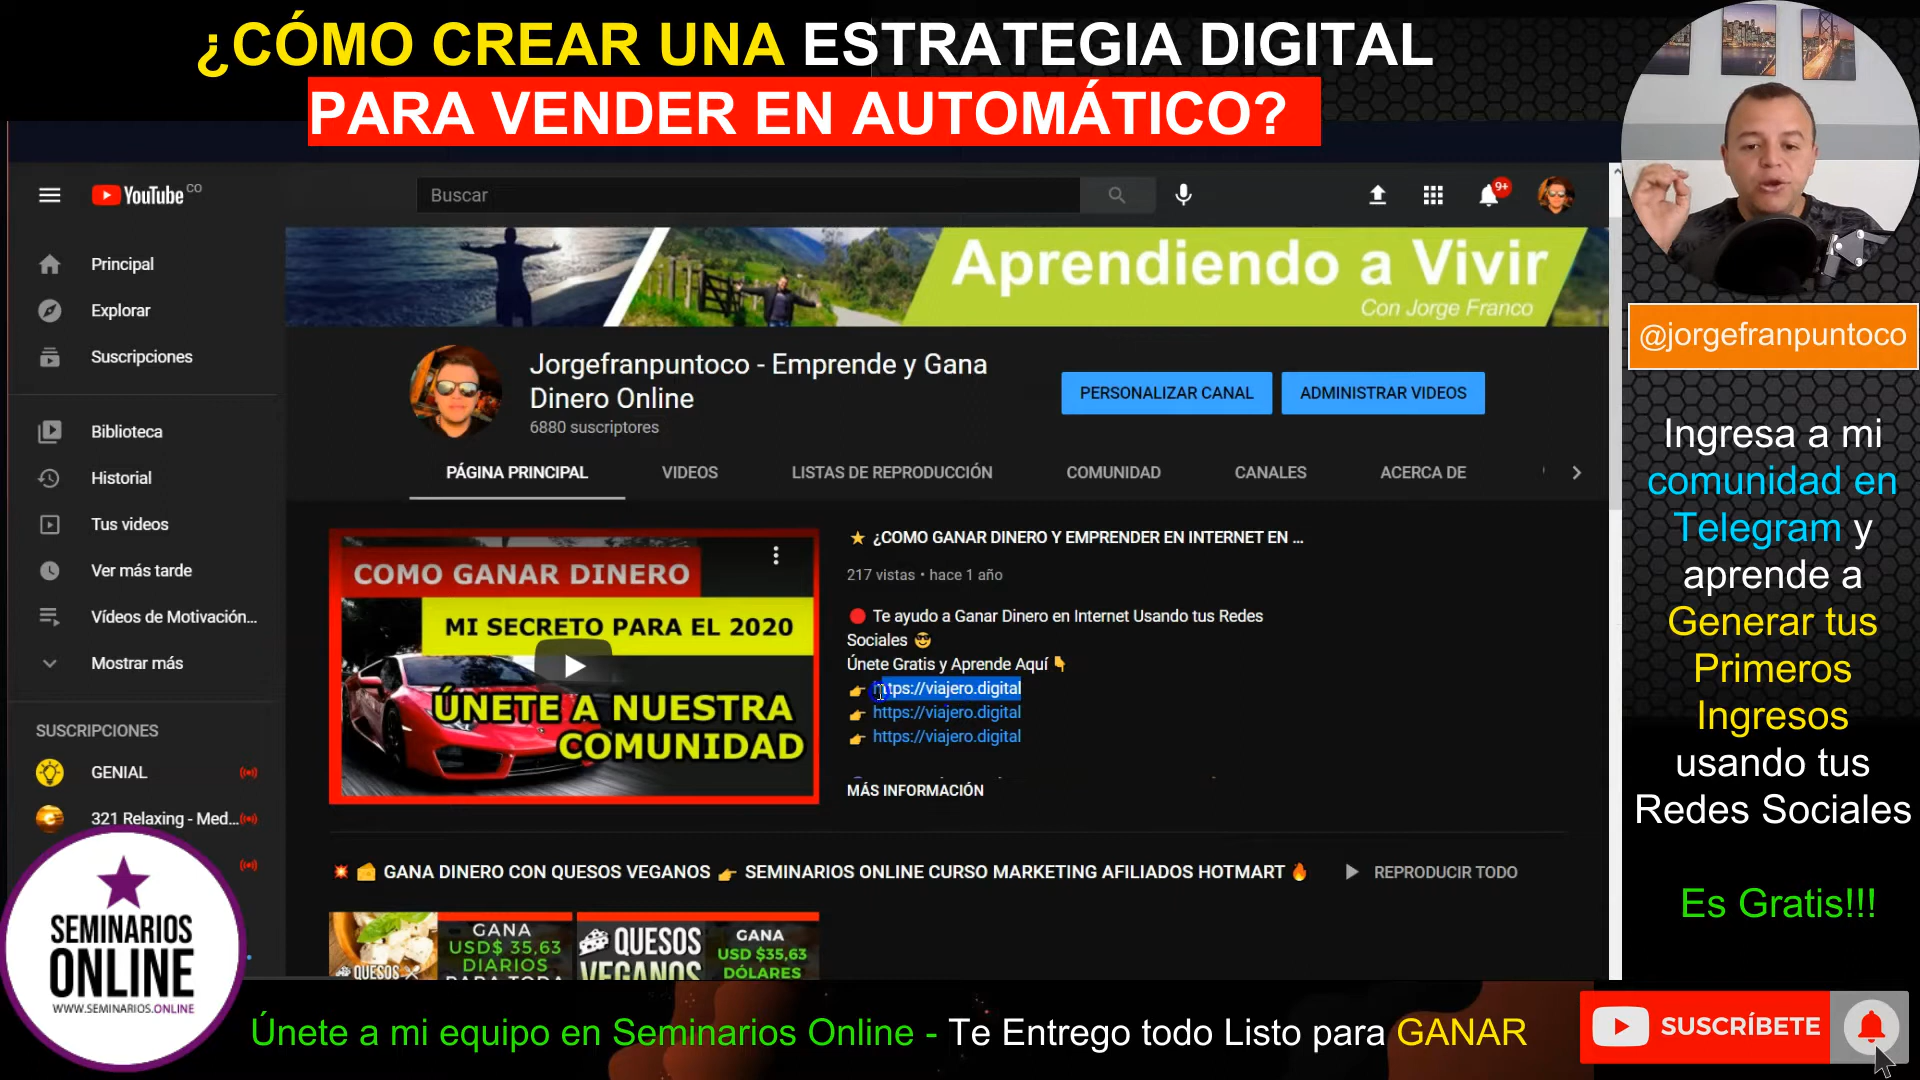 ¿CÓMO CREAR UNA ESTRATEGIA DIGITAL
PARA VENDER EN AUTOMÁTICO?
YouTube CO
Buscar
9+
Principal
Explorar
Suscripciones
Biblioteca
Historial
Tus videos
Ver más tarde
Vídeos de Motivación...
Mostrar más
SUSCRIPCIONES
GENIAL
321 Relaxing - Med...
Aprendiendo a Vivir
Con Jorge Franco
Jorgefranpuntoco - Emprende y Gana
Dinero Online
6880 suscriptores
PERSONALIZAR CANAL
ADMINISTRAR VIDEOS
PÁGINA PRINCIPAL
VIDEOS
LISTAS DE REPRODUCCIÓN
COMUNIDAD
CANALES
ACERCA DE
COMO GANAR DINERO
MI SECRETO PARA EL 2020
ÚNETE A NUESTRA
COMUNIDAD
★ ¿COMO GANAR DINERO Y EMPRENDER EN INTERNET EN ...
217 vistas • hace 1 año
🔴 Te ayudo a Ganar Dinero en Internet Usando tus Redes
Sociales 😎
Únete Gratis y Aprende Aquí 👇
👉 https://viajero.digital
👉 https://viajero.digital
👉 https://viajero.digital
MÁS INFORMACIÓN
💥 🧀 GANA DINERO CON QUESOS VEGANOS 👉 SEMINARIOS ONLINE CURSO MARKETING AFILIADOS HOTMART 🔥
REPRODUCIR TODO
QUESOS
GANA
USD$ 35,63
DIARIOS
PARA TODA
QUESOS
VEGANOS
GANA
USD $35,63
DÓLARES
@jorgefranpuntoco
Ingresa a mi
comunidad en
Telegram y
aprende a
Generar tus
Primeros
Ingresos
usando tus
Redes Sociales
Es Gratis!!!
SEMINARIOS
ONLINE
WWW.SEMINARIOS.ONLINE
Únete a mi equipo en Seminarios Online - Te Entrego todo Listo para GANAR
SUSCRÍBETE